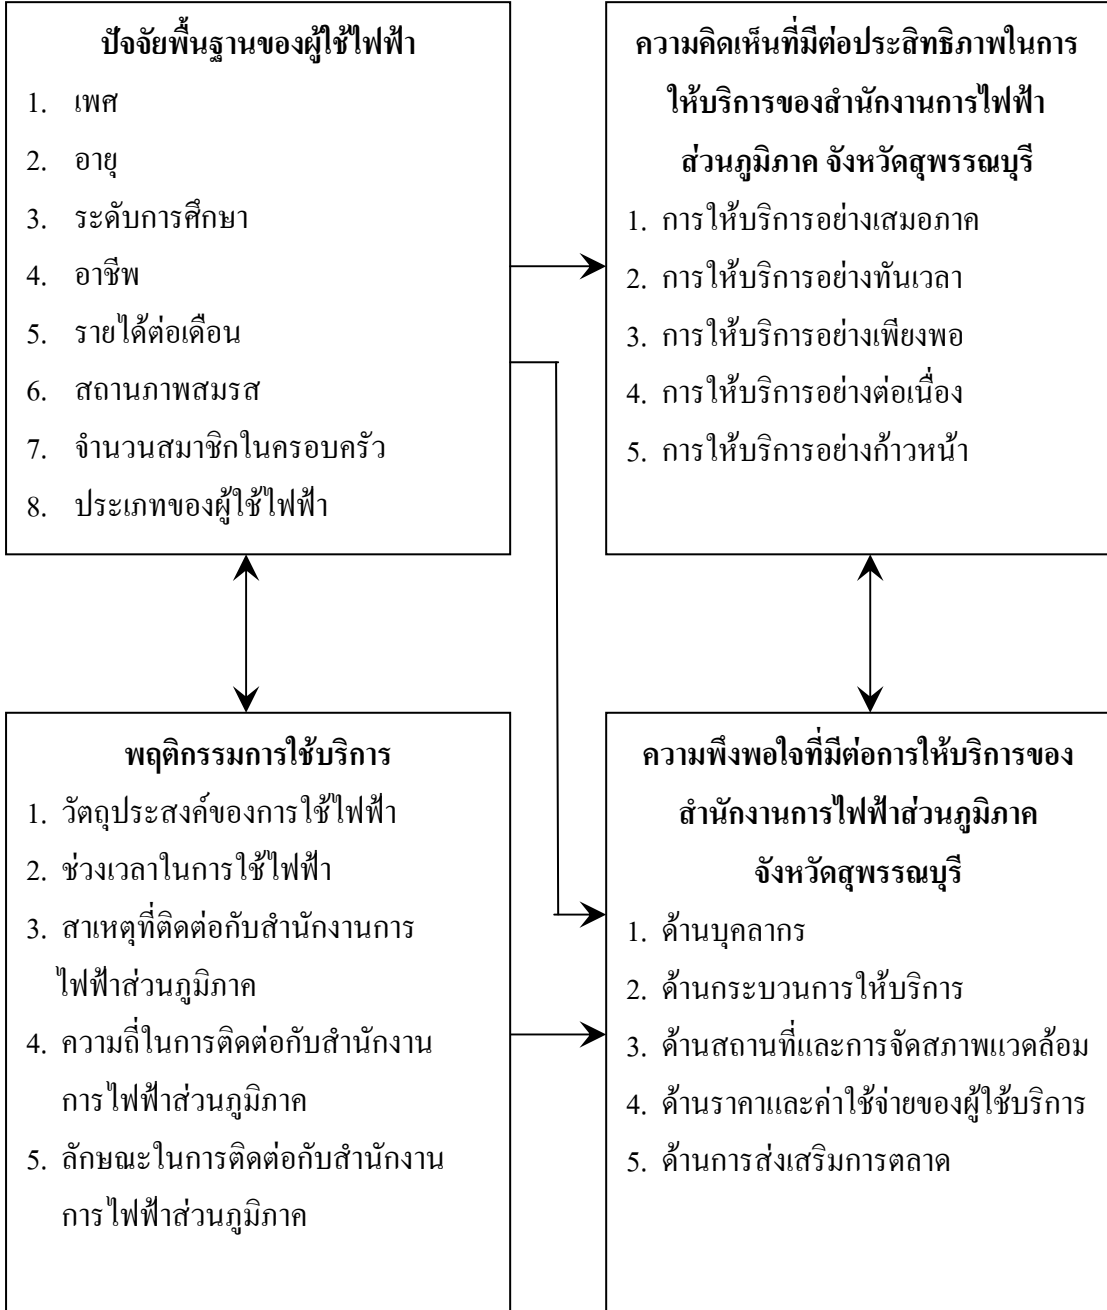 ปัจจัยพื้นฐานของผู้ใช้ไฟฟ้า
1. เพศ
2. อายุ
3. ระดับการศึกษา
4. อาชีพ
5. รายได้ต่อเดือน
6. สถานภาพสมรส
7. จำนวนสมาชิกในครอบครัว
8. ประเภทของผู้ใช้ไฟฟ้า
ความคิดเห็นที่มีต่อประสิทธิภาพในการ
ให้บริการของสำนักงานการไฟฟ้า
ส่วนภูมิภาค จังหวัดสุพรรณบุรี
1. การให้บริการอย่างเสมอภาค
2. การให้บริการอย่างทันเวลา
3. การให้บริการอย่างเพียงพอ
4. การให้บริการอย่างต่อเนื่อง
5. การให้บริการอย่างก้าวหน้า
พฤติกรรมการใช้บริการ
1. วัตถุประสงค์ของการใช้ไฟฟ้า
2. ช่วงเวลาในการใช้ไฟฟ้า
3. สาเหตุที่ติดต่อกับสำนักงานการ
ไฟฟ้าส่วนภูมิภาค
4. ความถี่ในการติดต่อกับสำนักงาน
การไฟฟ้าส่วนภูมิภาค
5. ลักษณะในการติดต่อกับสำนักงาน
การไฟฟ้าส่วนภูมิภาค
ความพึงพอใจที่มีต่อการให้บริการของ
สำนักงานการไฟฟ้าส่วนภูมิภาค
จังหวัดสุพรรณบุรี
1. ด้านบุคลากร
2. ด้านกระบวนการให้บริการ
3. ด้านสถานที่และการจัดสภาพแวดล้อม
4. ด้านราคาและค่าใช้จ่ายของผู้ใช้บริการ
5. ด้านการส่งเสริมการตลาด